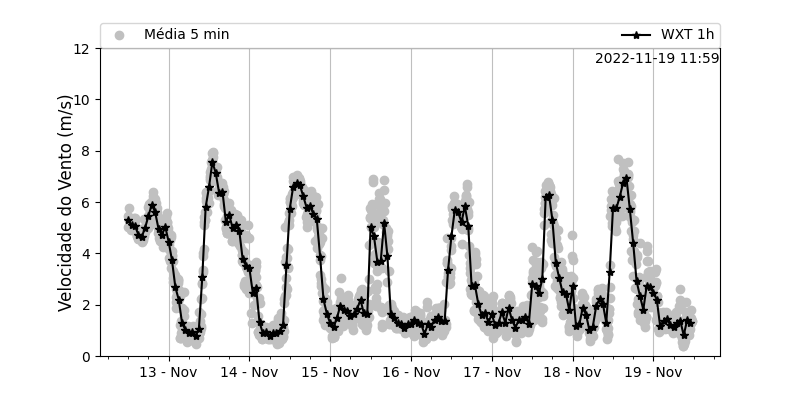 Média 5 min
WXT 1h
2022-11-19 11:59
Velocidade do Vento (m/s)
12
10
8
6
4
2
0
13 - Nov 14 - Nov 15 - Nov 16 - Nov 17 - Nov 18 - Nov 19 - Nov